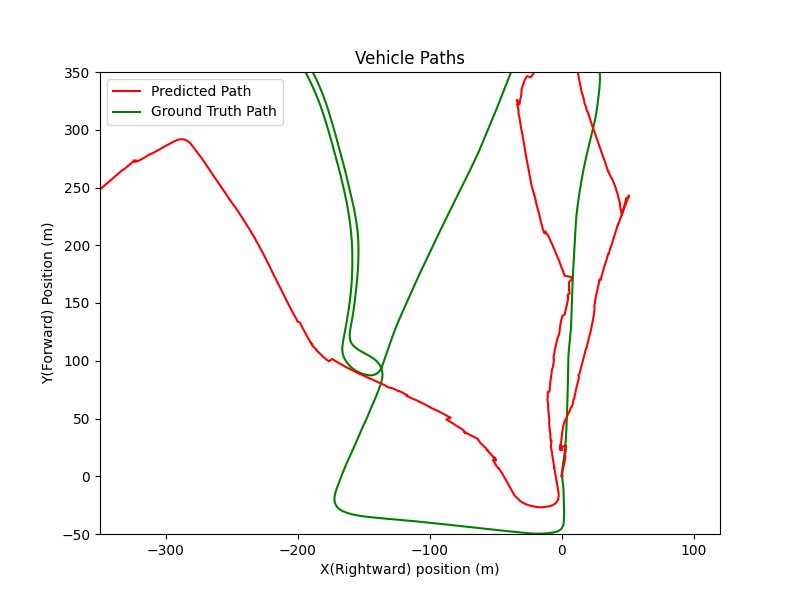 Vehicle Paths
Predicted Path
Ground Truth Path
350
300
250
200
150
100
50
0
−50
Y(Forward) Position (m)
−300
−200
−100
0
100
X(Rightward) position (m)